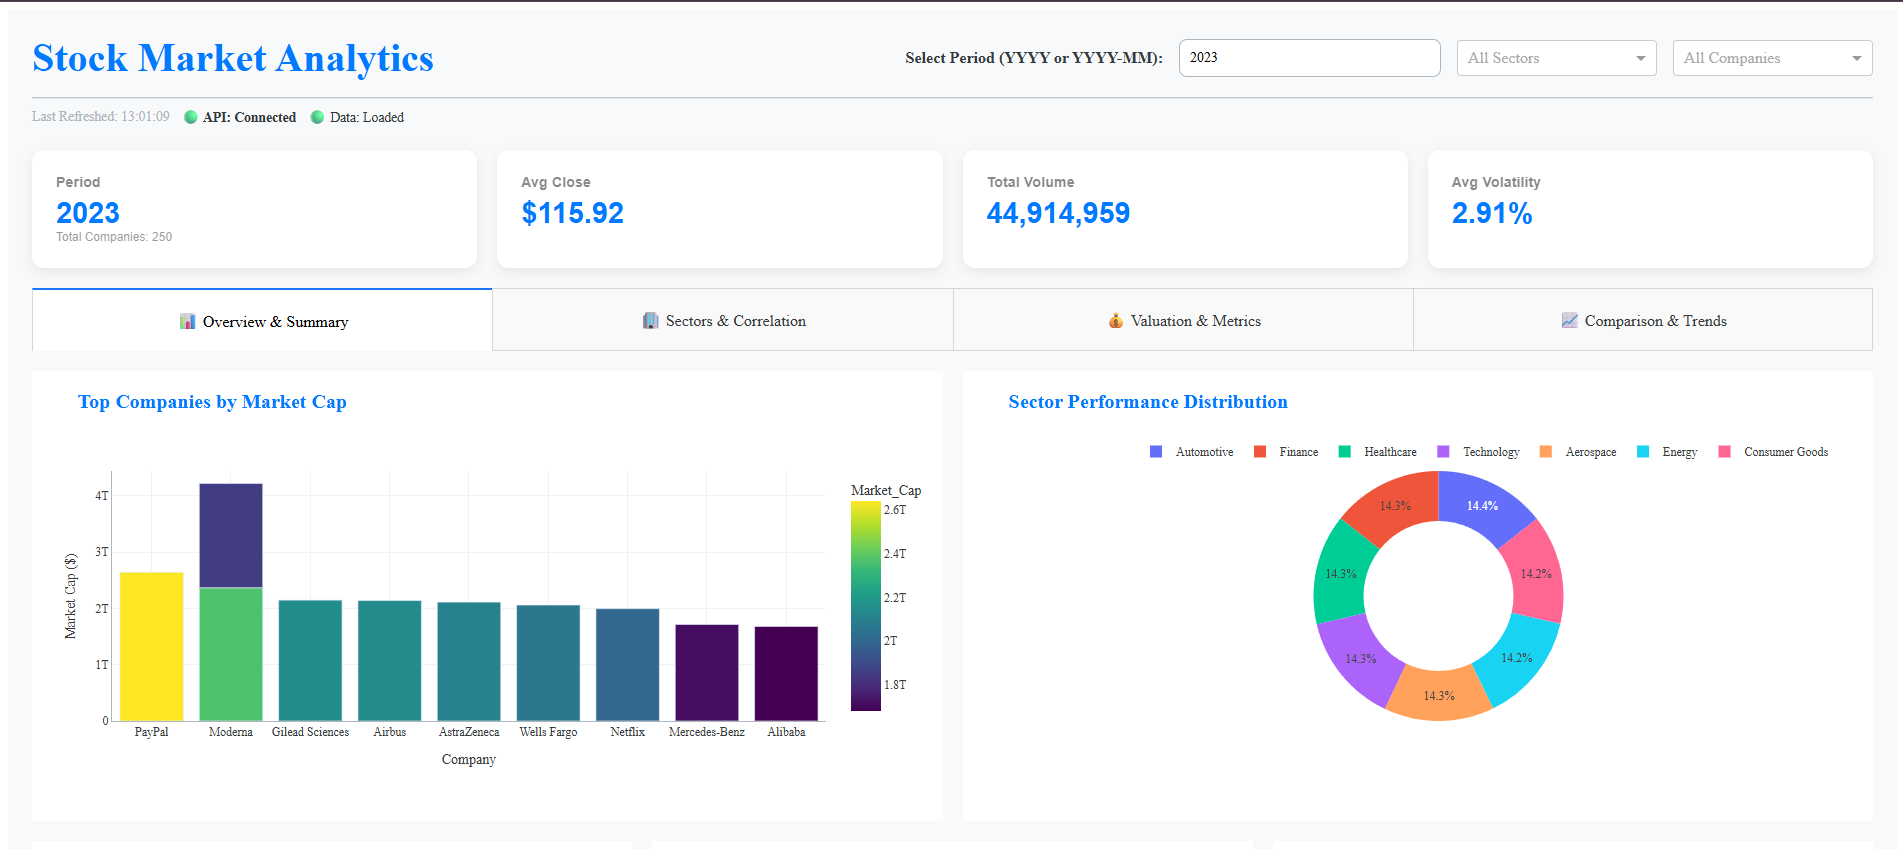 Stock Market Analytics
Select Period (YYYY or YYYY-MM): 2023 All Sectors All Companies
Last Refreshed: 13:01:09 API: Connected Data: Loaded
Period
2023
Total Companies: 250
Avg Close
$115.92
Total Volume
44,914,959
Avg Volatility
2.91%
Overview & Summary
Sectors & Correlation
Valuation & Metrics
Comparison & Trends
Top Companies by Market Cap
Market Cap ($)
4T
3T
2T
1T
0
PayPal Moderna Gilead Sciences Airbus AstraZeneca Wells Fargo Netflix Mercedes-Benz Alibaba
Company
Market_Cap
2.6T
2.4T
2.2T
2T
1.8T
Sector Performance Distribution
Automotive Finance Healthcare Technology Aerospace Energy Consumer Goods
14.3% 14.4%
14.3% 14.2%
14.3% 14.2%
14.3%